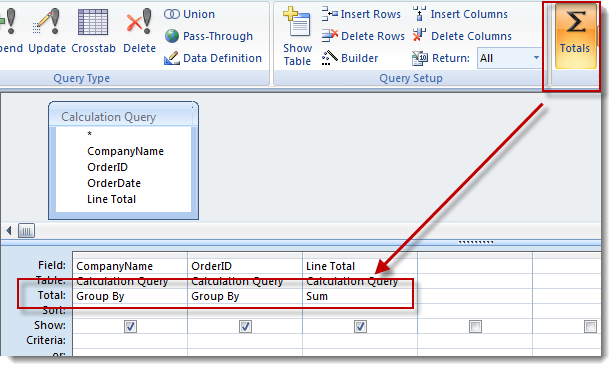 pend Update Crosstab Delete
Union
Pass-Through
Data Definition
Query Type
Show Table
Insert Rows
Delete Rows
Builder
Insert Columns
Delete Columns
Return: All
Query Setup
Σ
Totals
Calculation Query
*
CompanyName
OrderID
OrderDate
Line Total
Field: CompanyName OrderID Line Total
Table: Calculation Query Calculation Query Calculation Query
Total: Group By Group By Sum
Sort:
Show:
Criteria:
or: